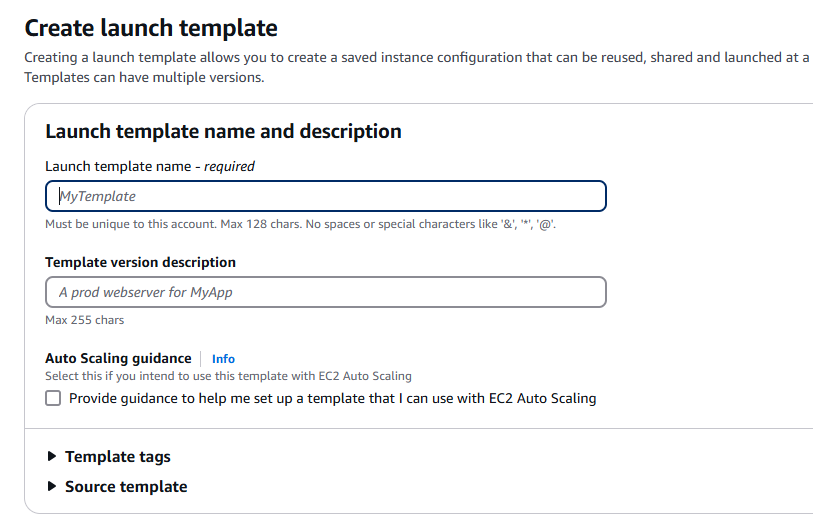 Create launch template
Creating a launch template allows you to create a saved instance configuration that can be reused, shared and launched at a
Templates can have multiple versions.
Launch template name and description
Launch template name - required
MyTemplate
Must be unique to this account. Max 128 chars. No spaces or special characters like '&', '*', '@'.
Template version description
A prod webserver for MyApp
Max 255 chars
Auto Scaling guidance Info
Select this if you intend to use this template with EC2 Auto Scaling
Provide guidance to help me set up a template that I can use with EC2 Auto Scaling
Template tags
Source template